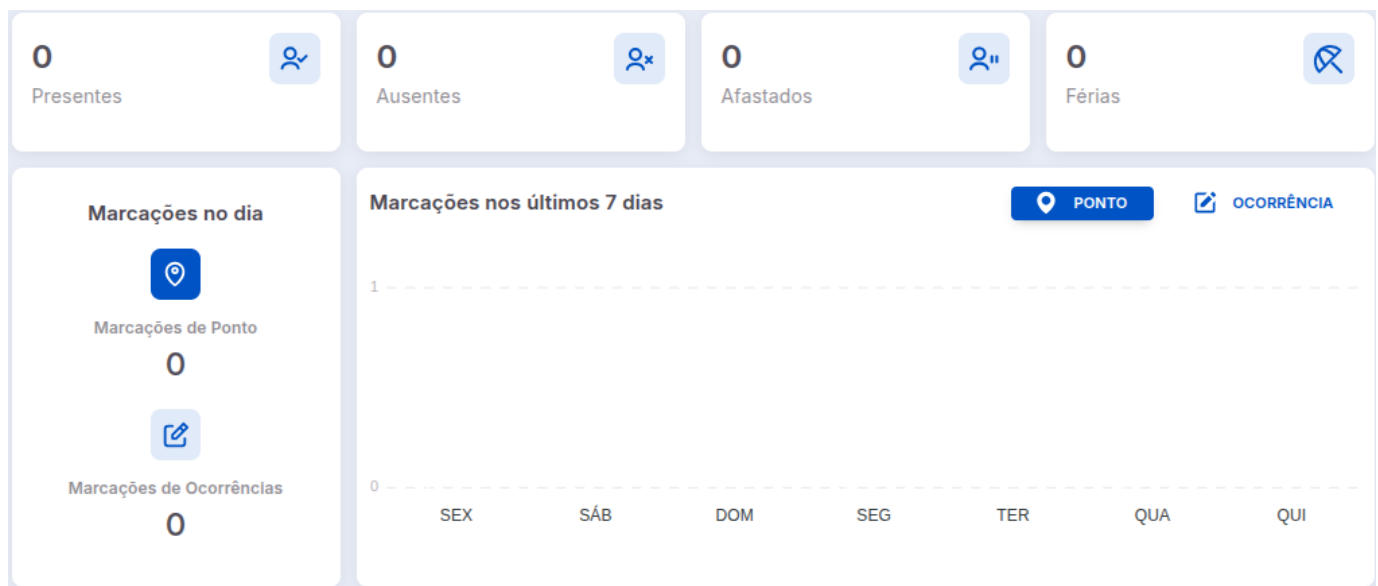 0
Presentes
0
Ausentes
0
Afastados
0
Férias
Marcações no dia
Marcações de Ponto
0
Marcações de Ocorrências
0
Marcações nos últimos 7 dias
PONTO
OCORRÊNCIA
1
0
SEX SÁB DOM SEG TER QUA QUI